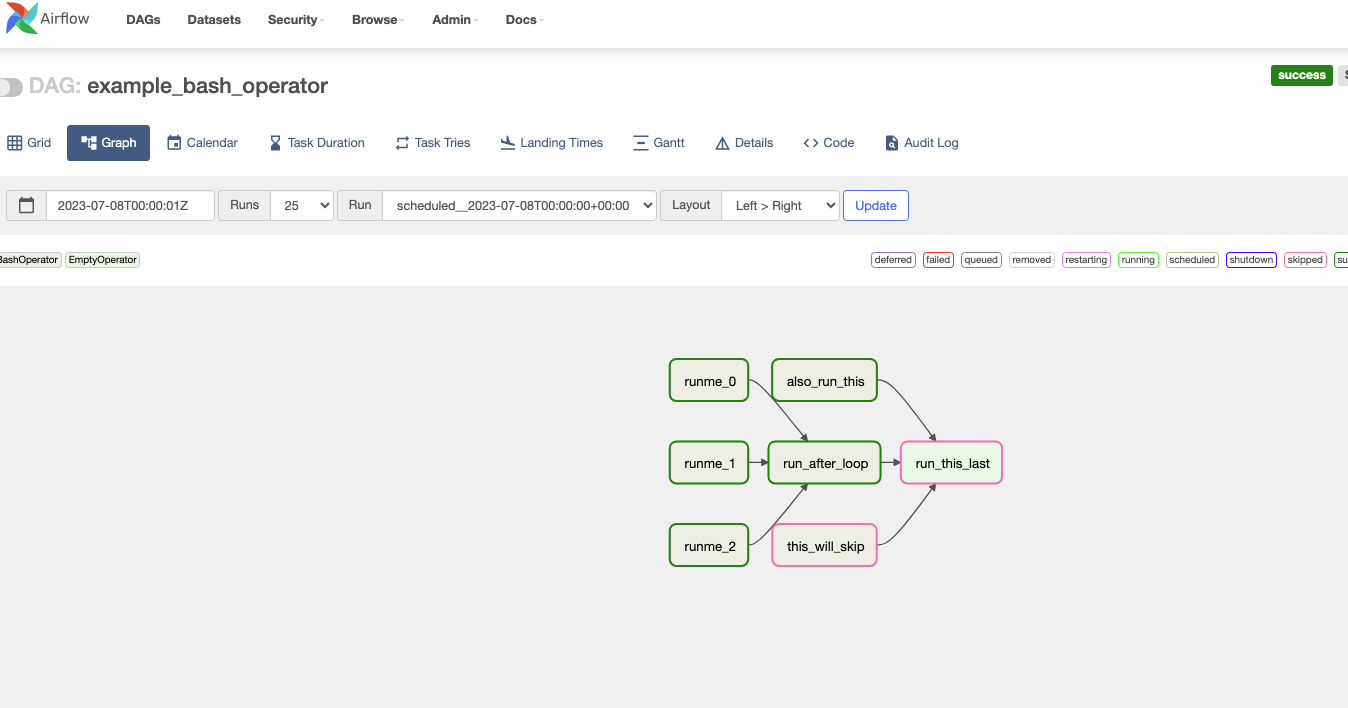 Airflow DAGs Datasets Security Browse Admin Docs
DAG: example_bash_operator success
Grid Graph Calendar Task Duration Task Tries Landing Times Gantt Details Code Audit Log
2023-07-08T00:00:01Z Runs 25 Run scheduled__2023-07-08T00:00:00+00:00 Layout Left > Right Update
BashOperator EmptyOperator deferred failed queued removed restarting running scheduled shutdown skipped su
runme_0 also_run_this
runme_1 run_after_loop run_this_last
runme_2 this_will_skip